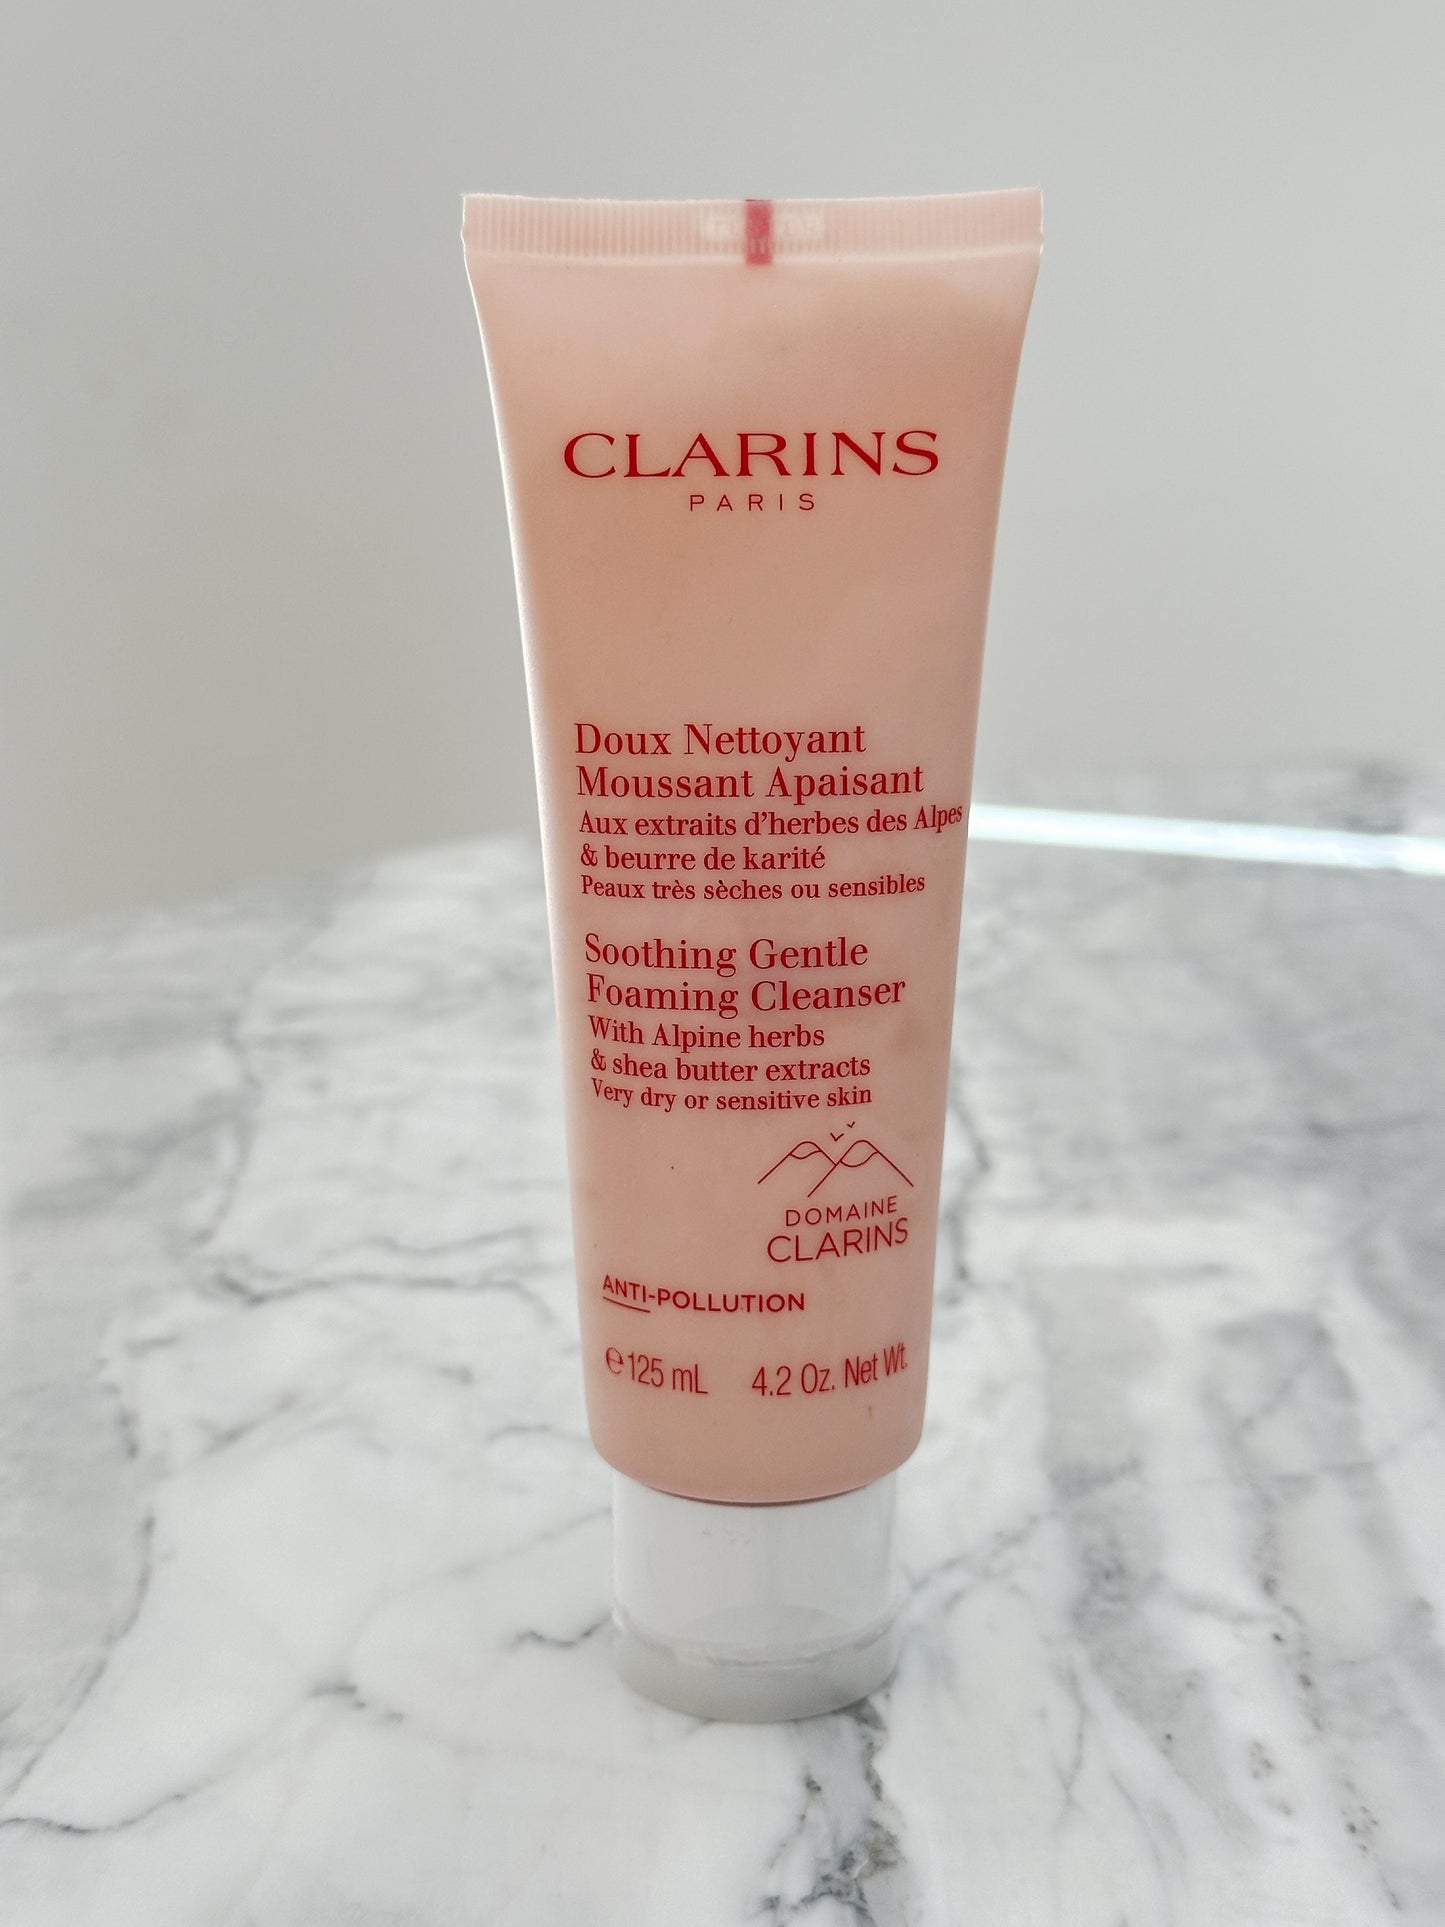 CLARINS
PARIS
Doux Nettoyant
Moussant Apaisant
Aux extraits d'herbes des Alpes
& beurre de karité
Peaux très sèches ou sensibles
Soothing Gentle
Foaming Cleanser
With Alpine herbs
& shea butter extracts
Very dry or sensitive skin
DOMAINE
CLARINS
ANTI-POLLUTION
℮125 mL 4.2 Oz. Net Wt.